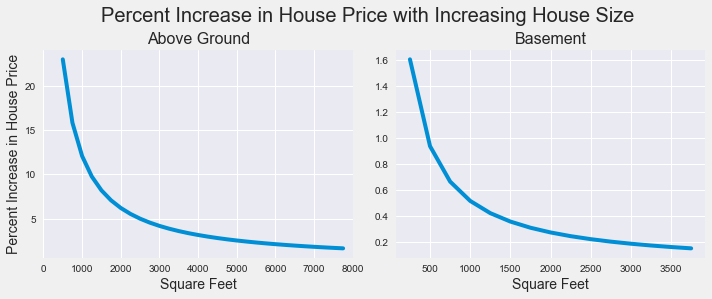 Percent Increase in House Price with Increasing House Size
Above Ground
Percent Increase in House Price
20
15
10
5
0 1000 2000 3000 4000 5000 6000 7000 8000
Square Feet
Basement
1.6
1.4
1.2
1.0
0.8
0.6
0.4
0.2
500 1000 1500 2000 2500 3000 3500
Square Feet